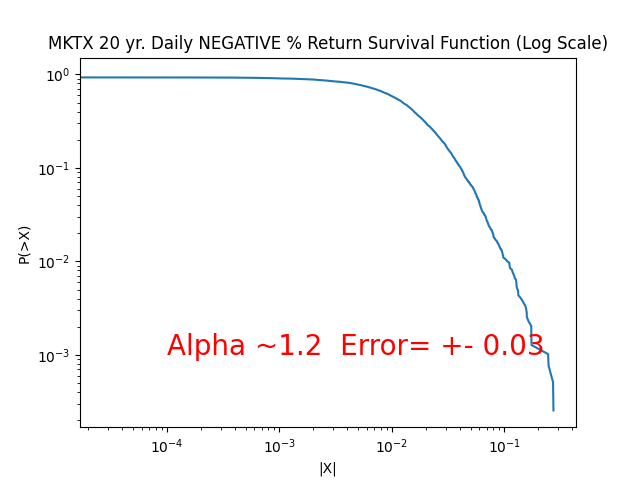 MKTX 20 yr. Daily NEGATIVE % Return Survival Function (Log Scale)
10⁰
10⁻¹
10⁻²
10⁻³
P(>X)
Alpha ~1.2  Error= +- 0.03
10⁻⁴ 10⁻³ 10⁻² 10⁻¹
|X|